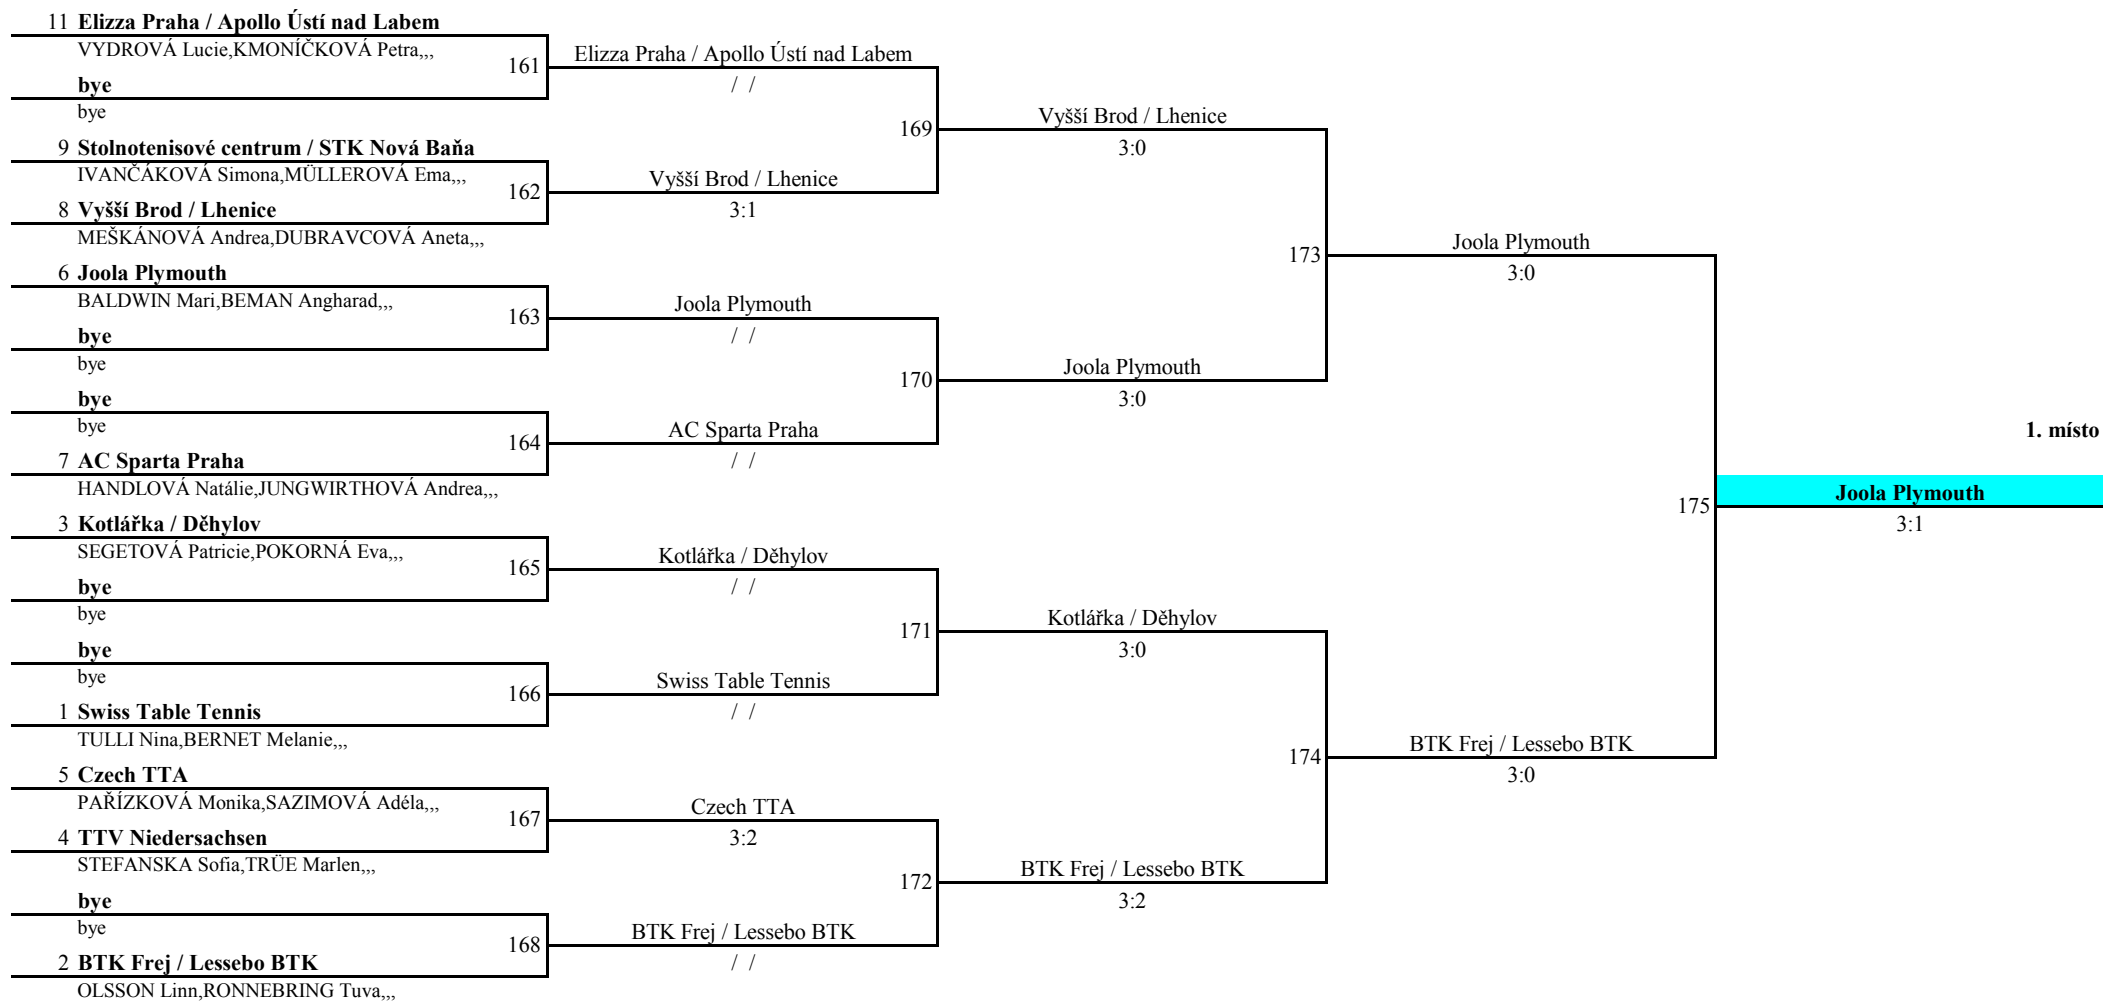 11 Elizza Praha / Apollo Ústí nad Labem
VYDROVÁ Lucie,KMONÍČKOVÁ Petra,,,
161
Elizza Praha / Apollo Ústí nad Labem
/ /
bye
bye
169
Vyšší Brod / Lhenice
3:0
9 Stolnotenisové centrum / STK Nová Baňa
IVANČÁKOVÁ Simona,MÜLLEROVÁ Ema,,,
162
Vyšší Brod / Lhenice
3:1
8 Vyšší Brod / Lhenice
MEŠKÁNOVÁ Andrea,DUBRAVCOVÁ Aneta,,,
173
Joola Plymouth
3:0
6 Joola Plymouth
BALDWIN Mari,BEMAN Angharad,,,
163
Joola Plymouth
/ /
bye
bye
170
Joola Plymouth
3:0
bye
bye
164
AC Sparta Praha
/ /
1. místo
7 AC Sparta Praha
HANDLOVÁ Natálie,JUNGWIRTHOVÁ Andrea,,,
175
Joola Plymouth
3:1
3 Kotlářka / Děhylov
SEGETOVÁ Patricie,POKORNÁ Eva,,,
165
Kotlářka / Děhylov
/ /
bye
bye
171
Kotlářka / Děhylov
3:0
bye
bye
166
Swiss Table Tennis
/ /
1 Swiss Table Tennis
TULLI Nina,BERNET Melanie,,,
174
BTK Frej / Lessebo BTK
3:0
5 Czech TTA
PAŘÍZKOVÁ Monika,SAZIMOVÁ Adéla,,,
167
Czech TTA
3:2
4 TTV Niedersachsen
STEFANSKA Sofia,TRÜE Marlen,,,
172
BTK Frej / Lessebo BTK
3:2
bye
bye
168
BTK Frej / Lessebo BTK
/ /
2 BTK Frej / Lessebo BTK
OLSSON Linn,RONNEBRING Tuva,,,